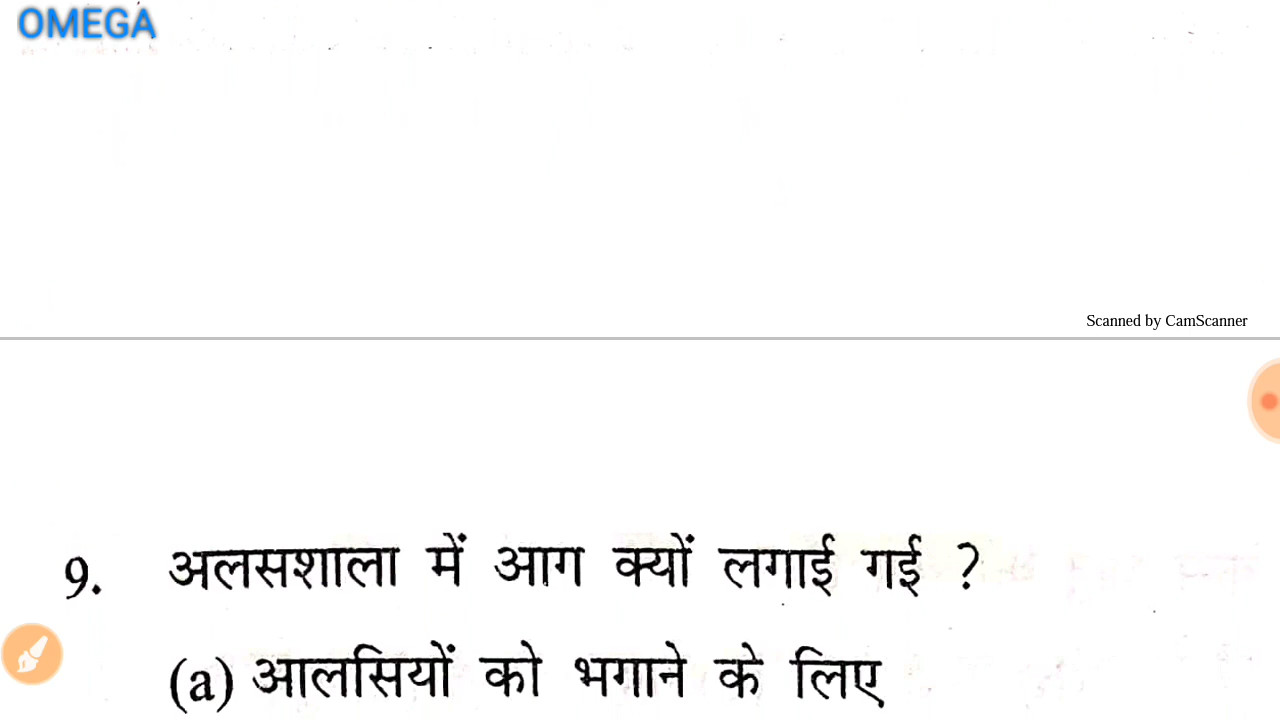 OMEGA
Scanned by CamScanner
9. अलसशाला में आग क्यों लगाई गई ?
(a) आलसियों को भगाने के लिए